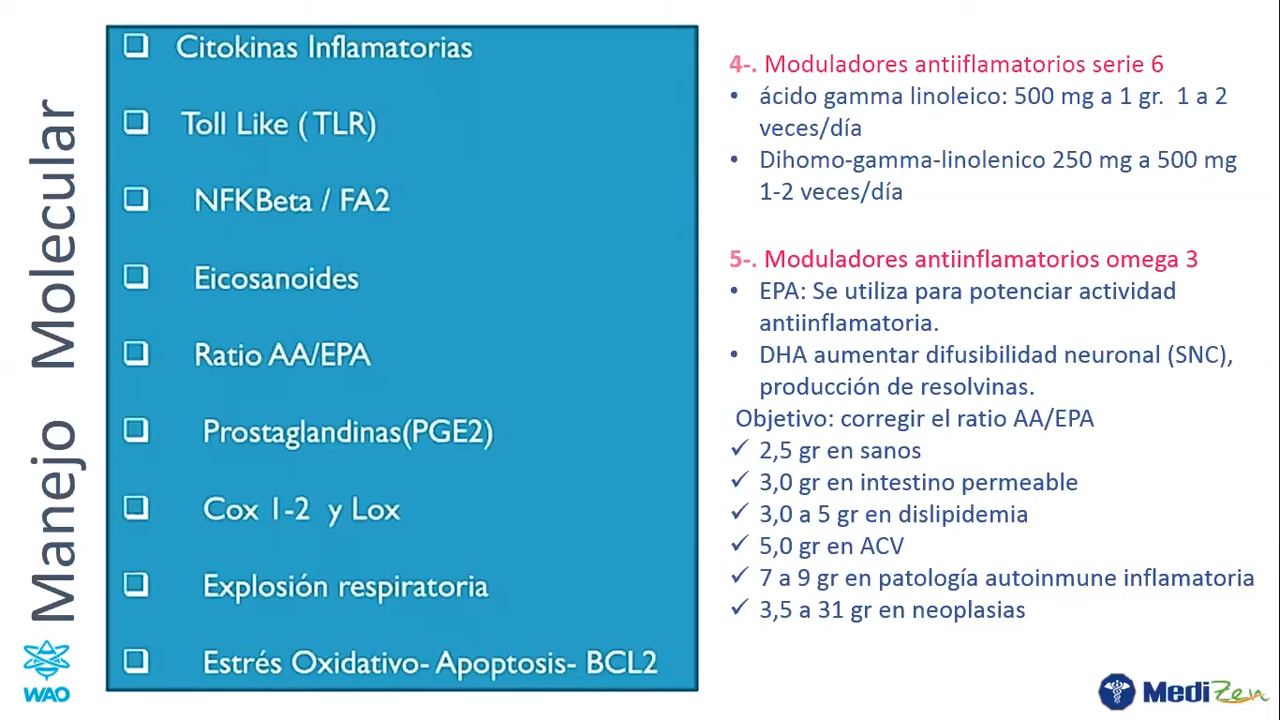 Manejo Molecular
WAO
Citokinas Inflamatorias
Toll Like ( TLR)
NFKBeta / FA2
Eicosanoides
Ratio AA/EPA
Prostaglandinas(PGE2)
Cox 1-2 y Lox
Explosión respiratoria
Estrés Oxidativo- Apoptosis- BCL2
4-. Moduladores antiiflamatorios serie 6
• ácido gamma linoleico: 500 mg a 1 gr. 1 a 2
veces/día
• Dihomo-gamma-linolenico 250 mg a 500 mg
1-2 veces/día
5-. Moduladores antiinflamatorios omega 3
• EPA: Se utiliza para potenciar actividad
antiinflamatoria.
• DHA aumentar difusibilidad neuronal (SNC),
producción de resolvinas.
Objetivo: corregir el ratio AA/EPA
✓ 2,5 gr en sanos
✓ 3,0 gr en intestino permeable
✓ 3,0 a 5 gr en dislipidemia
✓ 5,0 gr en ACV
✓ 7 a 9 gr en patología autoinmune inflamatoria
✓ 3,5 a 31 gr en neoplasias
MediZen